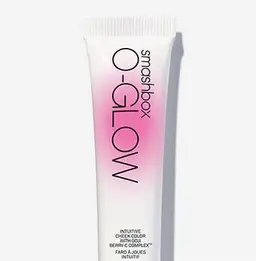 smashbox
O-GLOW
INTUITIVE
CHEEK COLOR
WITH GOJI
BERRY-C COMPLEX™
FARD À JOUES
INTUITIF